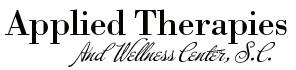 Applied Therapies
And Wellness Center, S.C.